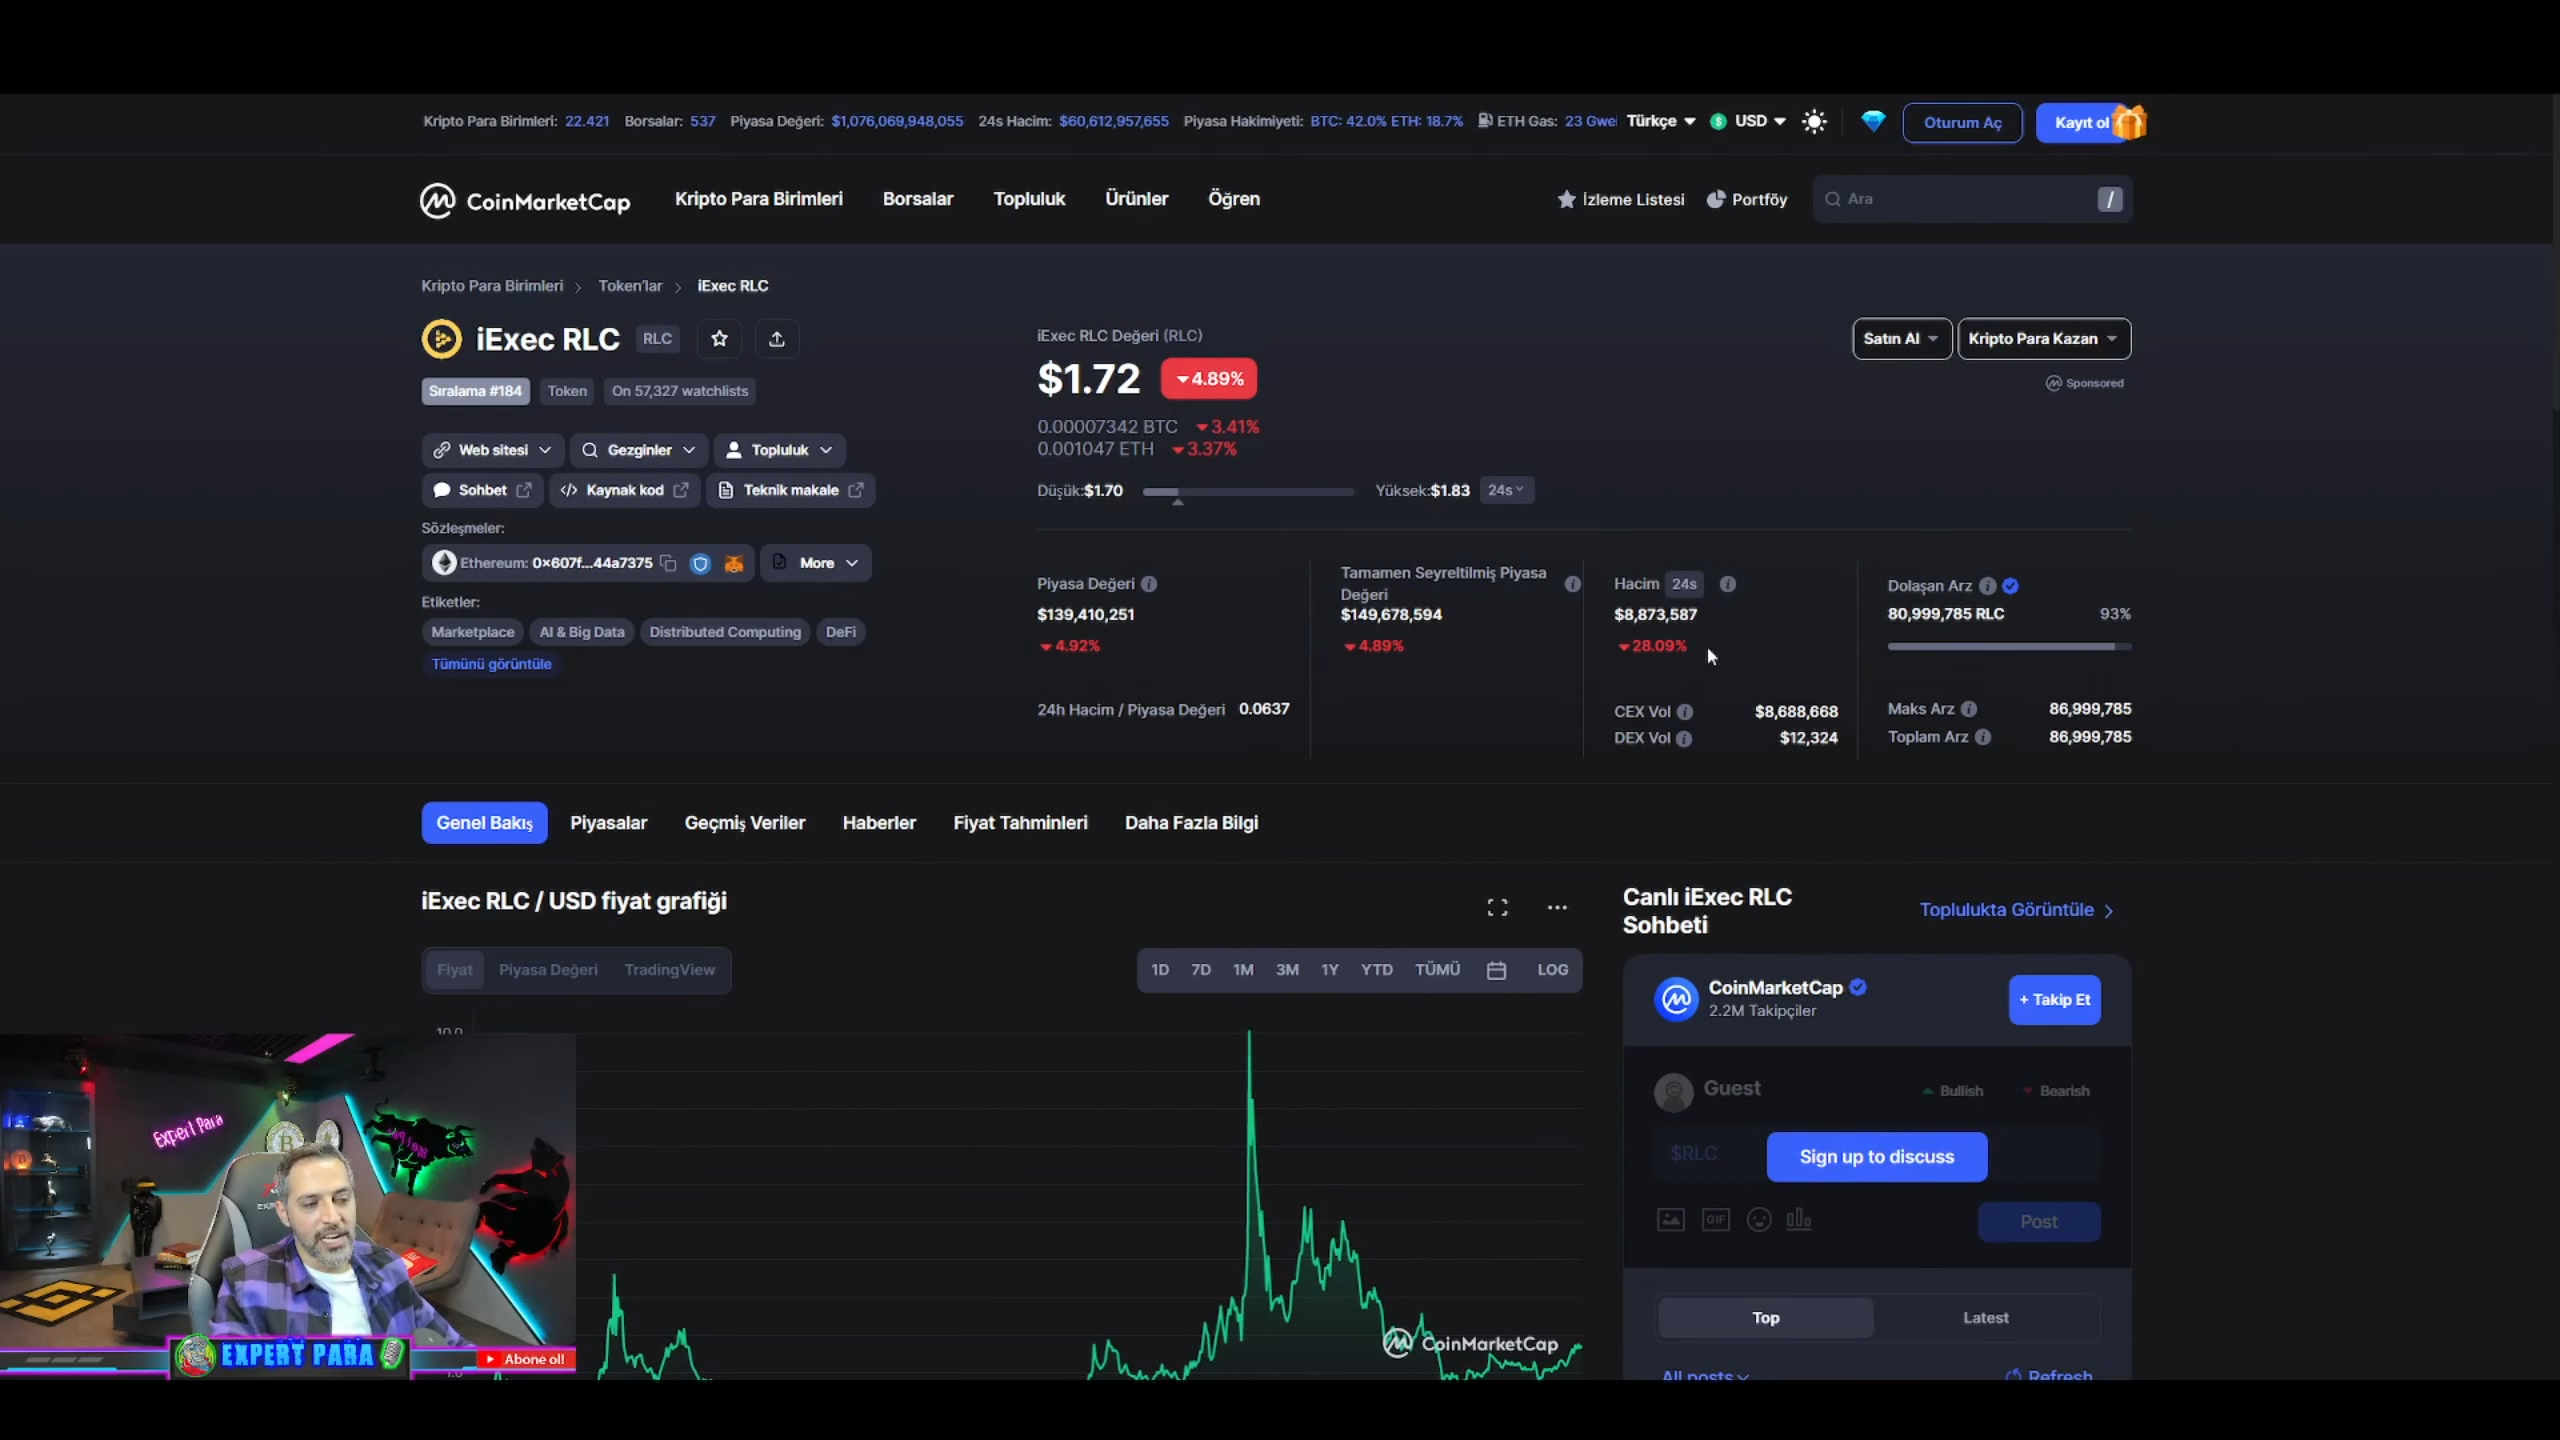 Kripto Para Birimleri: 22.421 Borsalar: 537 Piyasa Değeri: $1,076,069,948,055 24s Hacim: $60,612,957,655 Piyasa Hakimiyeti: BTC: 42.0% ETH: 18.7% ETH Gas: 23 Gwei Türkçe USD Oturum Aç Kayıt ol
CoinMarketCap Kripto Para Birimleri Borsalar Topluluk Ürünler Öğren İzleme Listesi Portföy Ara /
Kripto Para Birimleri > Token'lar > iExec RLC
iExec RLC RLC
Sıralama #184 Token On 57,327 watchlists
Web sitesi Gezginler Topluluk
Sohbet Kaynak kod Teknik makale
Sözleşmeler:
Ethereum: 0x607f...44a7375 More
Etiketler:
Marketplace AI & Big Data Distributed Computing DeFi
Tümünü görüntüle
iExec RLC Değeri (RLC)
$1.72 4.89%
0.00007342 BTC 3.41%
0.001047 ETH 3.37%
Düşük:$1.70 Yüksek:$1.83 24s
Satın Al Kripto Para Kazan
Sponsored
Piyasa Değeri
$139,410,251
4.92%
24h Hacim / Piyasa Değeri 0.0637
Tamamen Seyreltilmiş Piyasa
Değeri
$149,678,594
4.89%
Hacim 24s
$8,873,587
28.09%
CEX Vol $8,688,668
DEX Vol $12,324
Dolaşan Arz
80,999,785 RLC 93%
Maks Arz 86,999,785
Toplam Arz 86,999,785
Genel Bakış Piyasalar Geçmiş Veriler Haberler Fiyat Tahminleri Daha Fazla Bilgi
iExec RLC / USD fiyat grafiği
Fiyat Piyasa Değeri TradingView 1D 7D 1M 3M 1Y YTD TÜMÜ LOG
10.0
CoinMarketCap
Canlı iExec RLC
Sohbeti
Toplulukta Görüntüle
CoinMarketCap
2.2M Takipçiler
+ Takip Et
Guest Bullish Bearish
$RLC Sign up to discuss
GIF Post
Top Latest
All posts Refresh
Expert Para
EXPERT PARA
Abone ol!